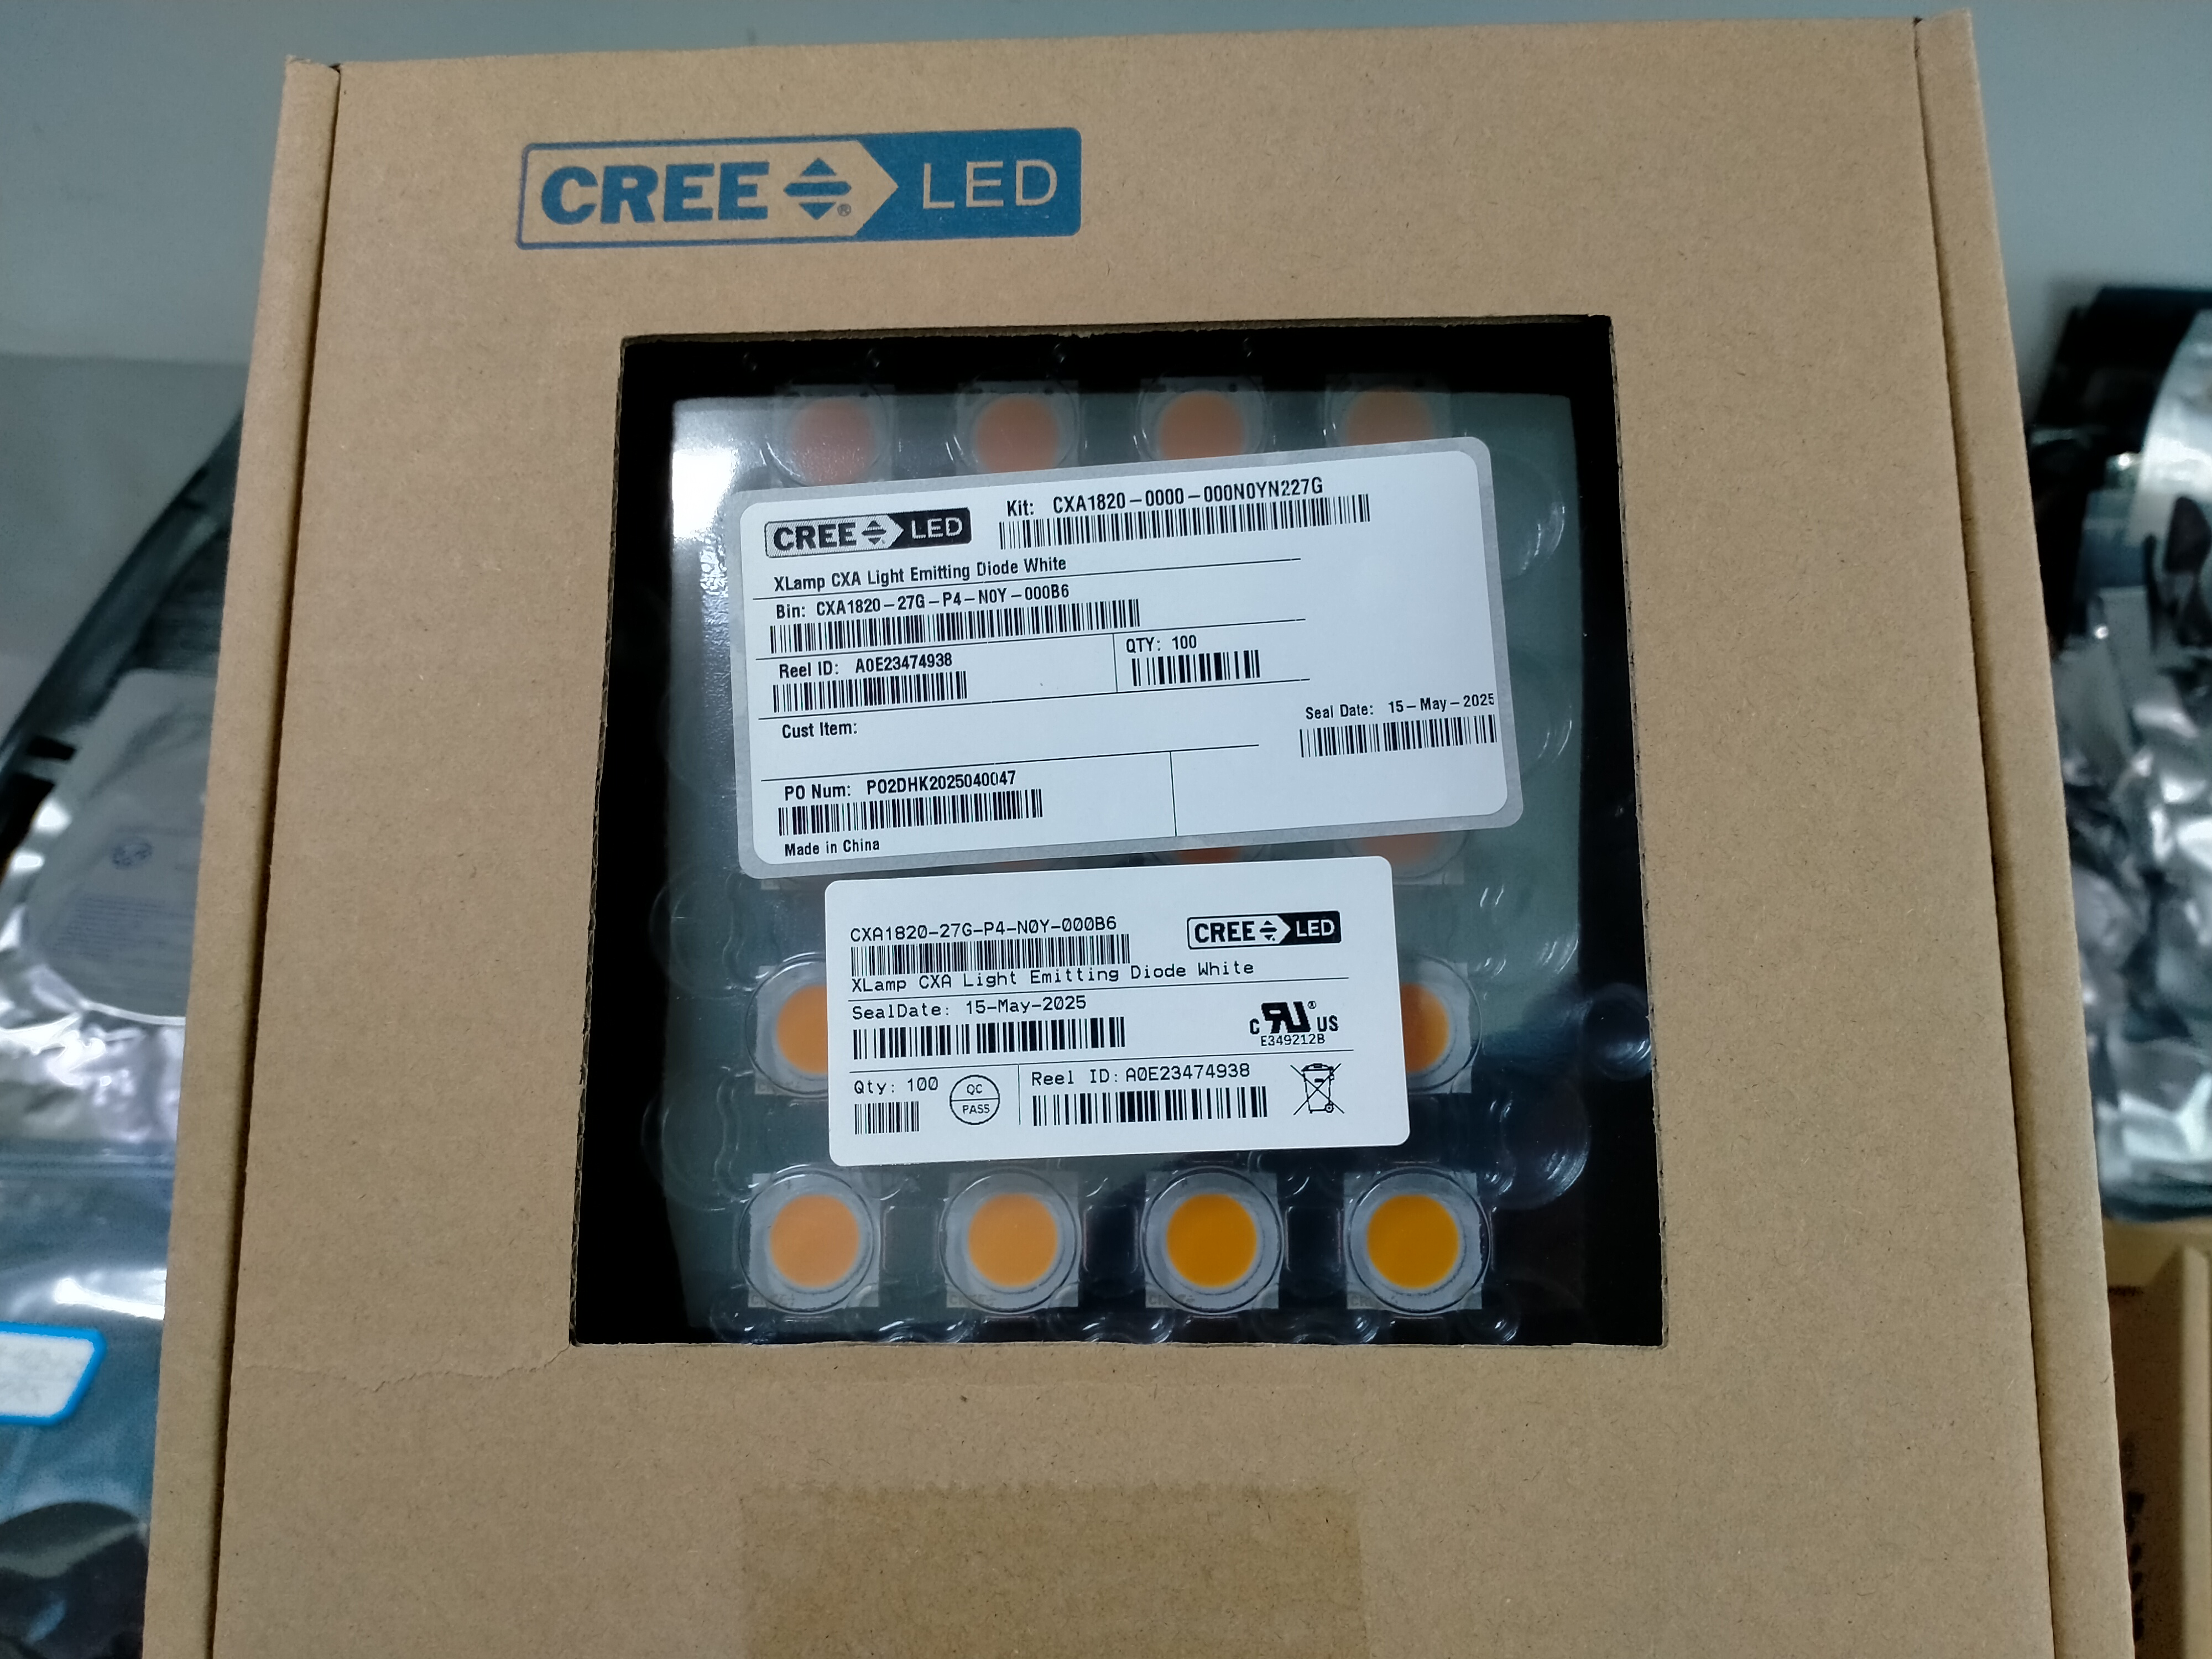 CREE® LED
CREE LED
Kit: CXA1820-0000-000N0YN227G
XLamp CXA Light Emitting Diode White
Bin: CXA1820-27G-P4-N0Y-000B6
Reel ID: A0E23474938
QTY: 100
Cust Item:
Seal Date: 15-May-2025
PO Num: PO2DHK2025040047
Made in China
CXA1820-27G-P4-N0Y-000B6
CREE LED
XLamp CXA Light Emitting Diode White
SealDate: 15-May-2025
C RU® US
E349212B
Qty: 100
QC
PASS
Reel ID: A0E23474938